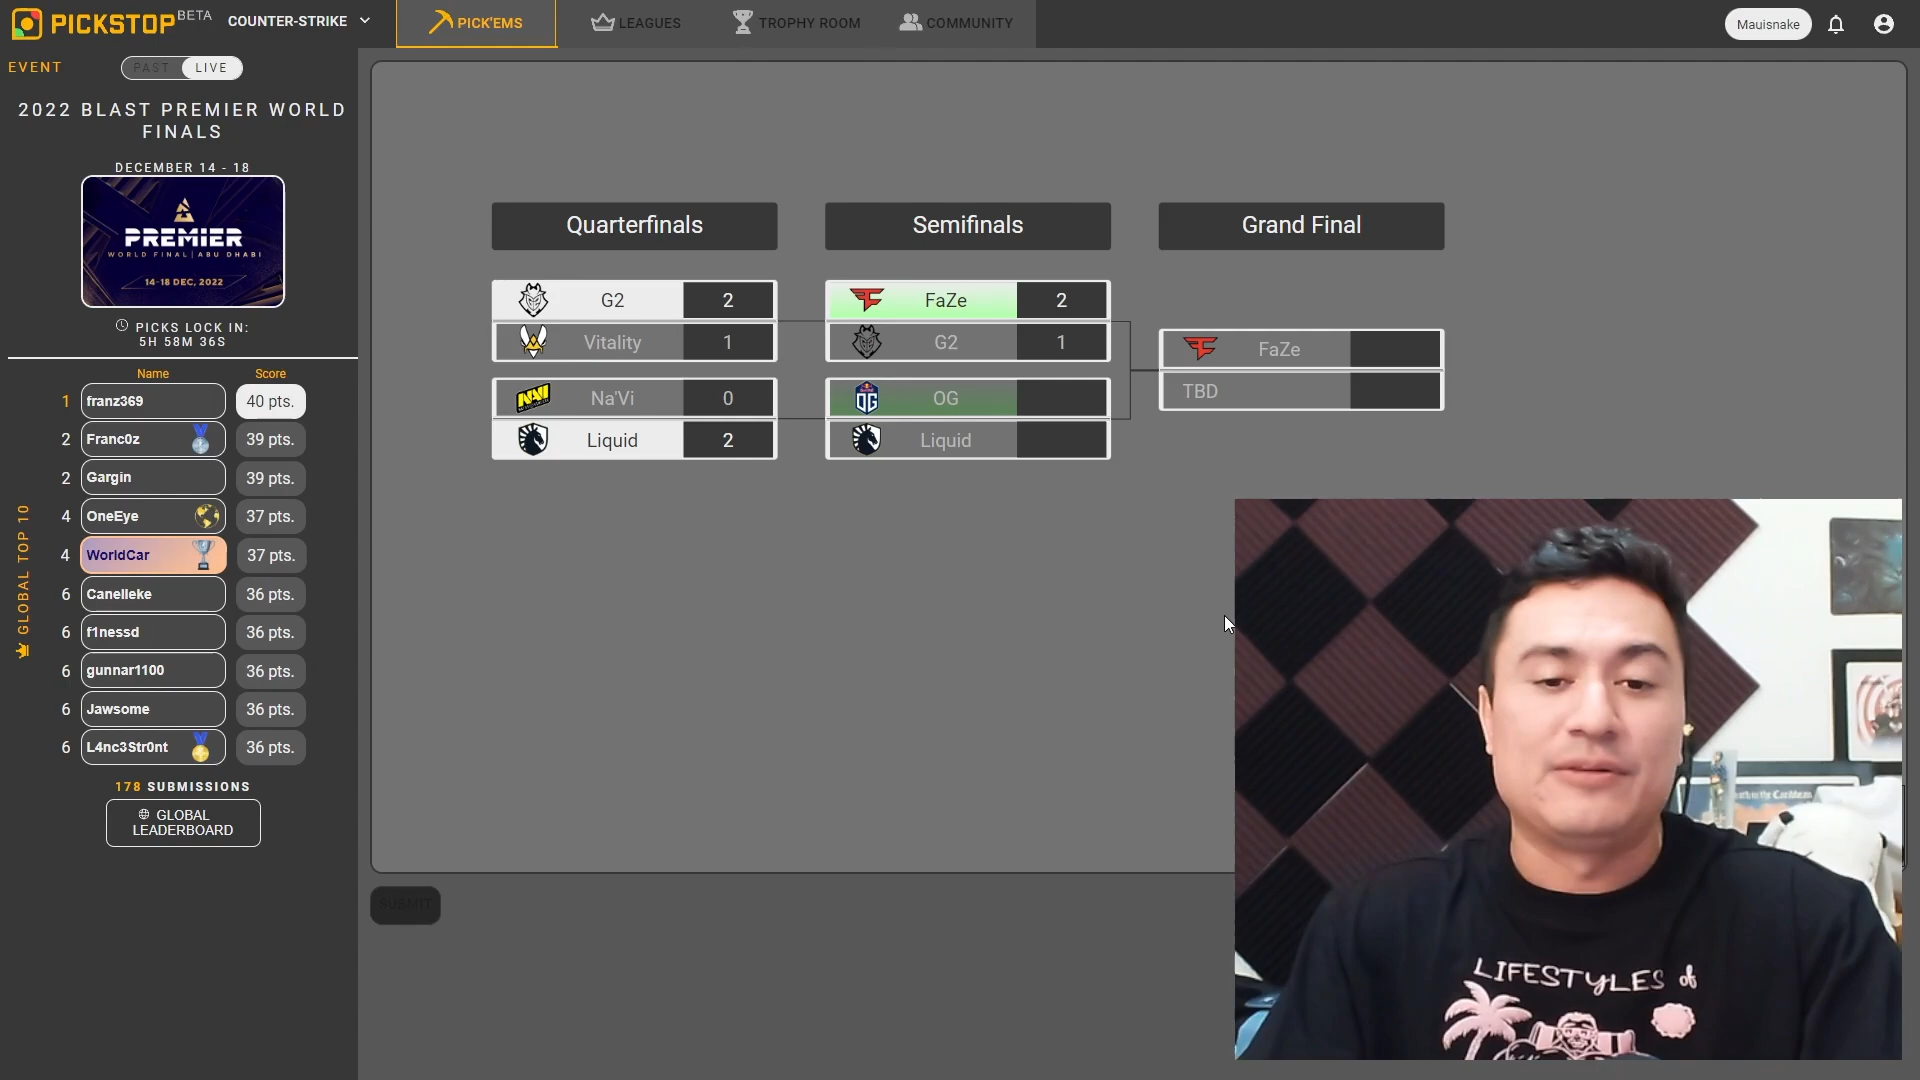 PICKSTOP BETA
COUNTER-STRIKE
PICK'EMS
LEAGUES
TROPHY ROOM
COMMUNITY
Mauisnake
EVENT
PAST
LIVE
2022 BLAST PREMIER WORLD
FINALS
DECEMBER 14 - 18
PREMIER
WORLD FINAL | ABU DHABI
14-18 DEC, 2022
PICKS LOCK IN:
5H 58M 36S
Name Score
GLOBAL TOP 10
1 franz369 40 pts.
2 Franc0z 39 pts.
2 Gargin 39 pts.
4 OneEye 37 pts.
4 WorldCar 37 pts.
6 Canelleke 36 pts.
6 f1nessd 36 pts.
6 gunnar1100 36 pts.
6 Jawsome 36 pts.
6 L4nc3Str0nt 36 pts.
178 SUBMISSIONS
GLOBAL
LEADERBOARD
Quarterfinals
G2 2
Vitality 1
NAVI Na'Vi 0
Liquid 2
Semifinals
FaZe 2
G2 1
OG OG
Liquid
Grand Final
FaZe
TBD
SUBMIT
LIFESTYLES of